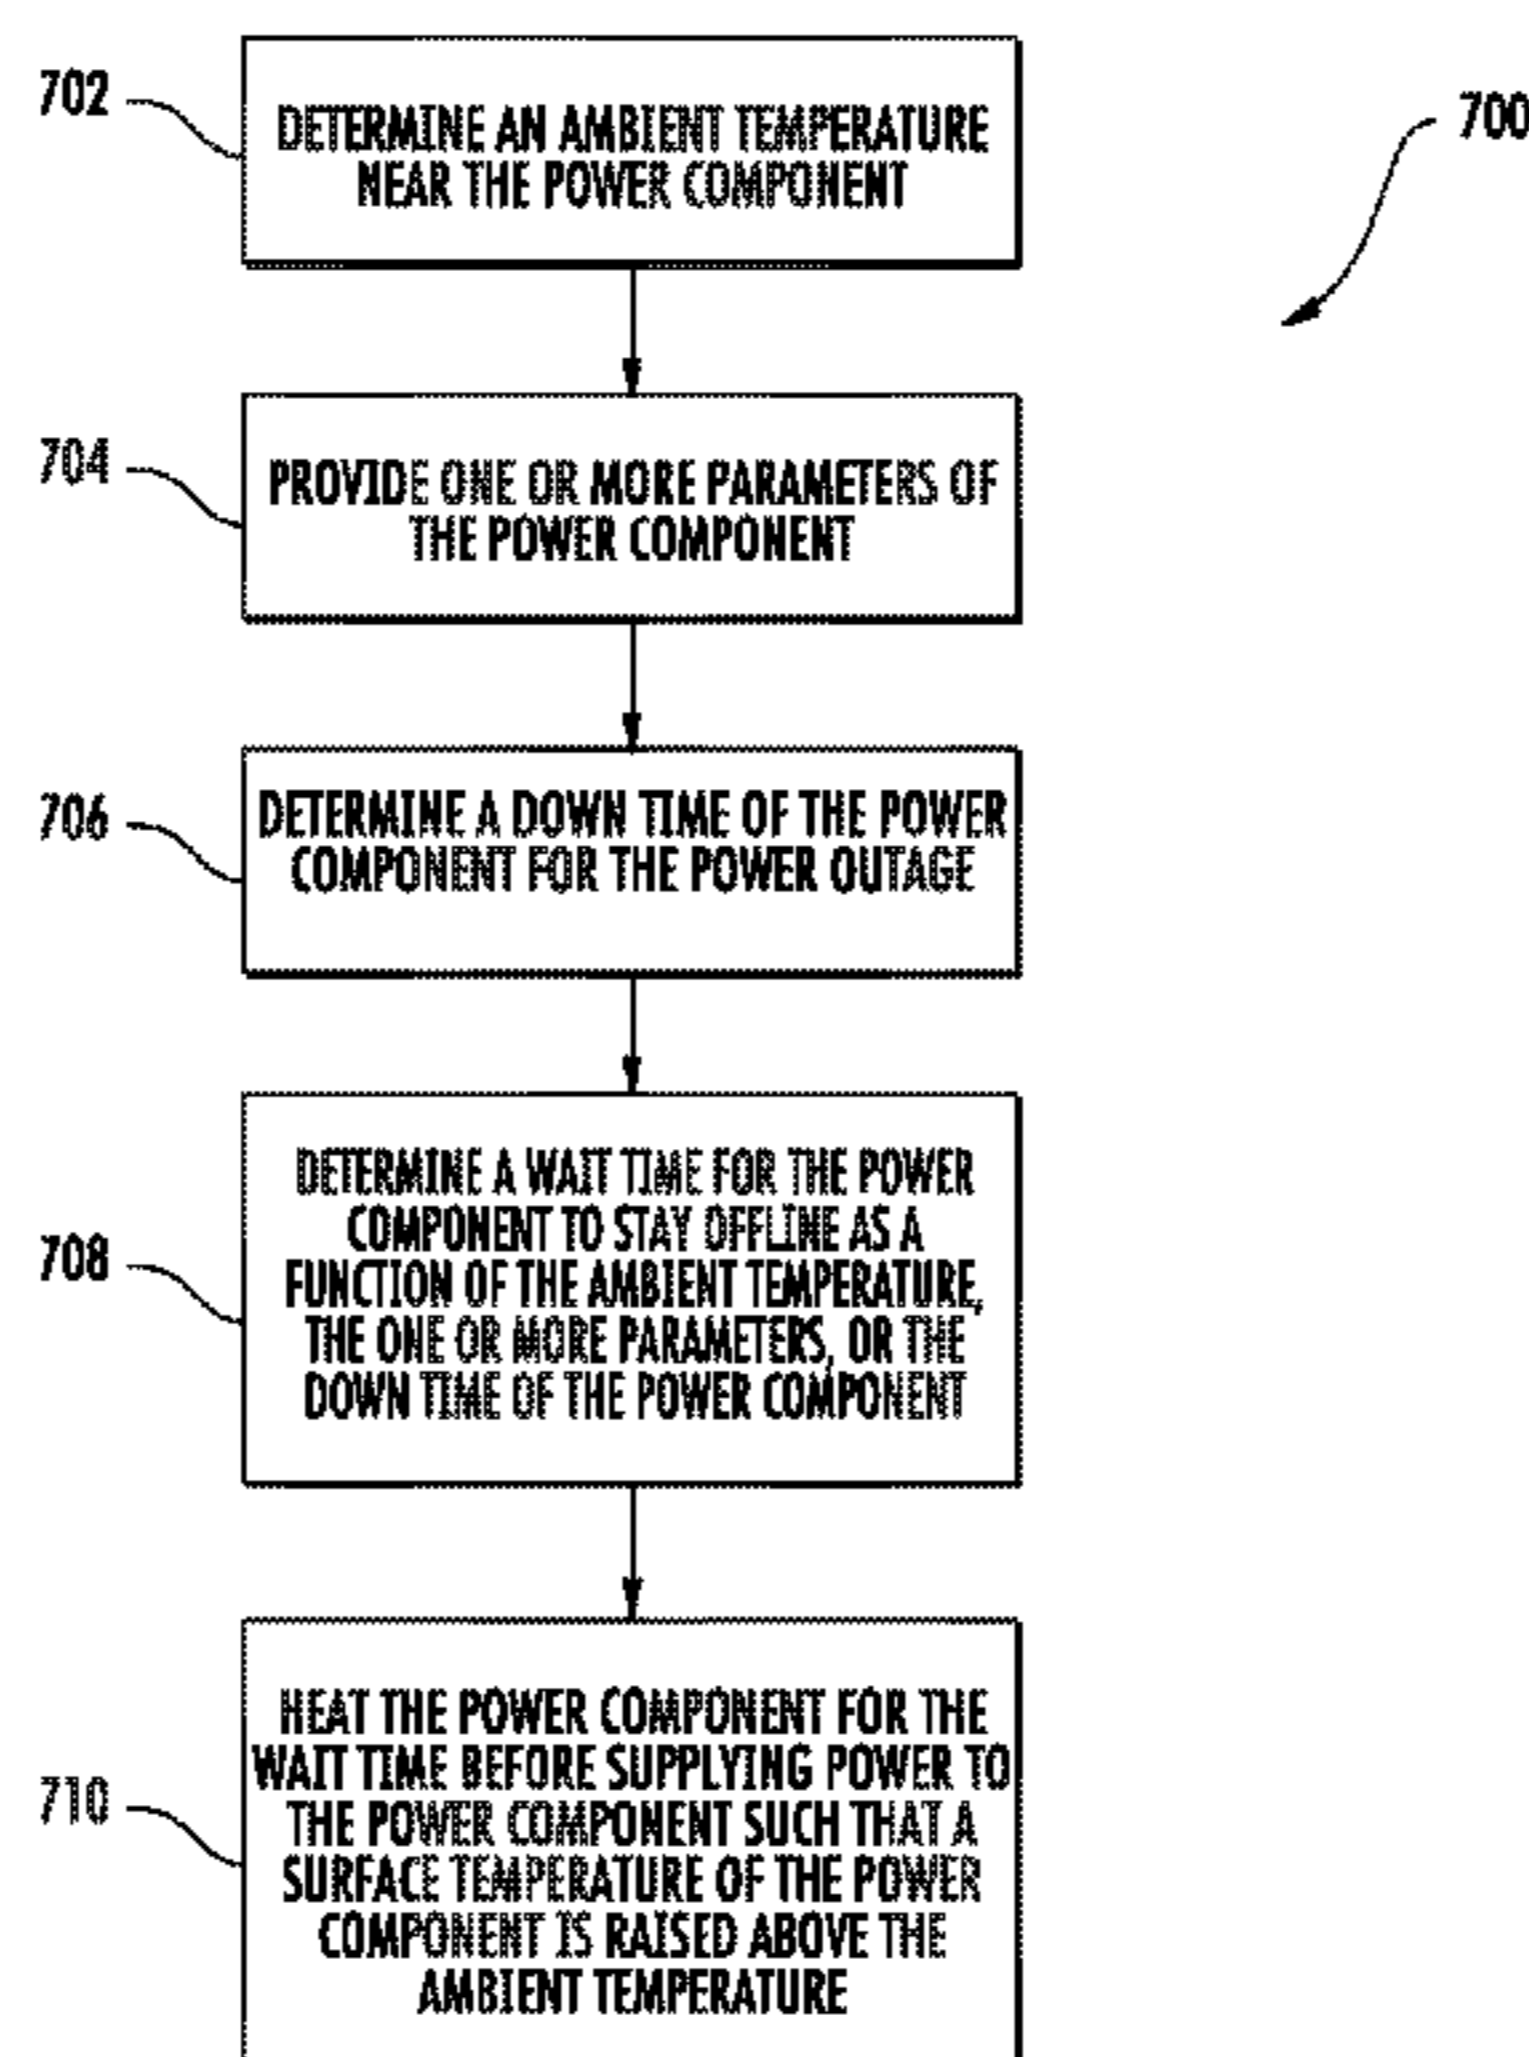 702
700
DETERMINE AN AMBIENT TEMPERATURE
NEAR THE POWER COMPONENT
704
PROVIDE ONE OR MORE PARAMETERS OF
THE POWER COMPONENT
706
DETERMINE A DOWN TIME OF THE POWER
COMPONENT FOR THE POWER OUTAGE
708
DETERMINE A WAIT TIME FOR THE POWER
COMPONENT TO STAY OFFLINE AS A
FUNCTION OF THE AMBIENT TEMPERATURE,
THE ONE OR MORE PARAMETERS, OR THE
DOWN TIME OF THE POWER COMPONENT
710
HEAT THE POWER COMPONENT FOR THE
WAIT TIME BEFORE SUPPLYING POWER TO
THE POWER COMPONENT SUCH THAT A
SURFACE TEMPERATURE OF THE POWER
COMPONENT IS RAISED ABOVE THE
AMBIENT TEMPERATURE